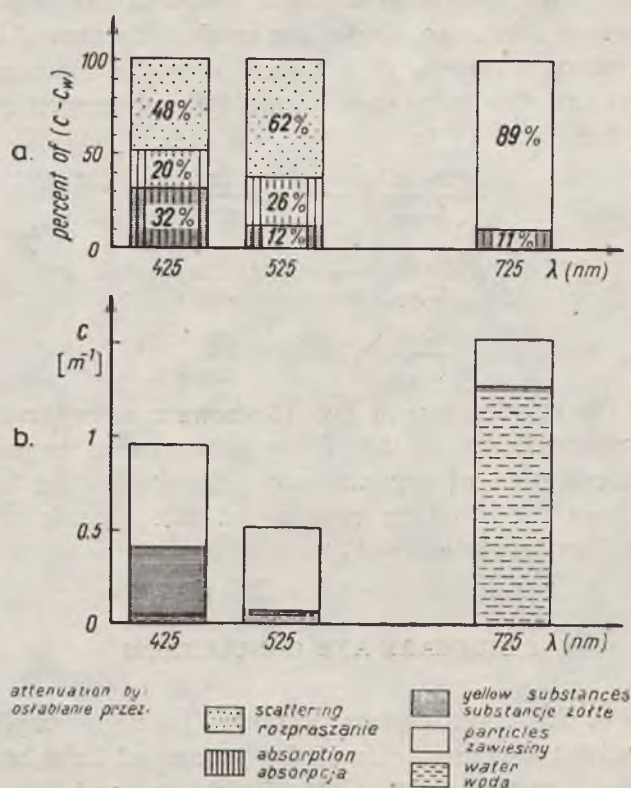 a.
percent of (c - c_w)
100
50
0
48%
20%
32%
62%
26%
12%
89%
11%
425 525 725 λ (nm)
b.
c
[m⁻¹]
1
0.5
0
425 525 725 λ (nm)
attenuation by:
osłabianie przez:
scattering
rozpraszanie
absorption
absorpcja
yellow substances
substancje żółte
particles
zawiesiny
water
woda